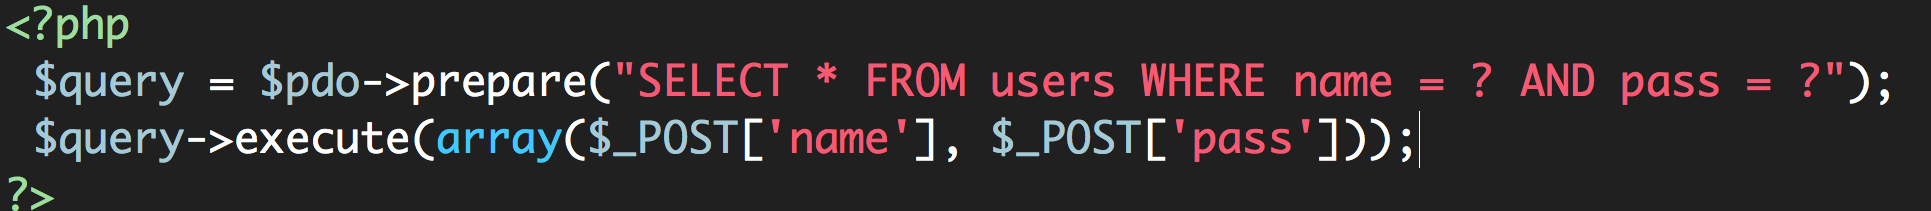 <?php
$query = $pdo->prepare("SELECT * FROM users WHERE name = ? AND pass = ?");
$query->execute(array($_POST['name'], $_POST['pass']));
?>